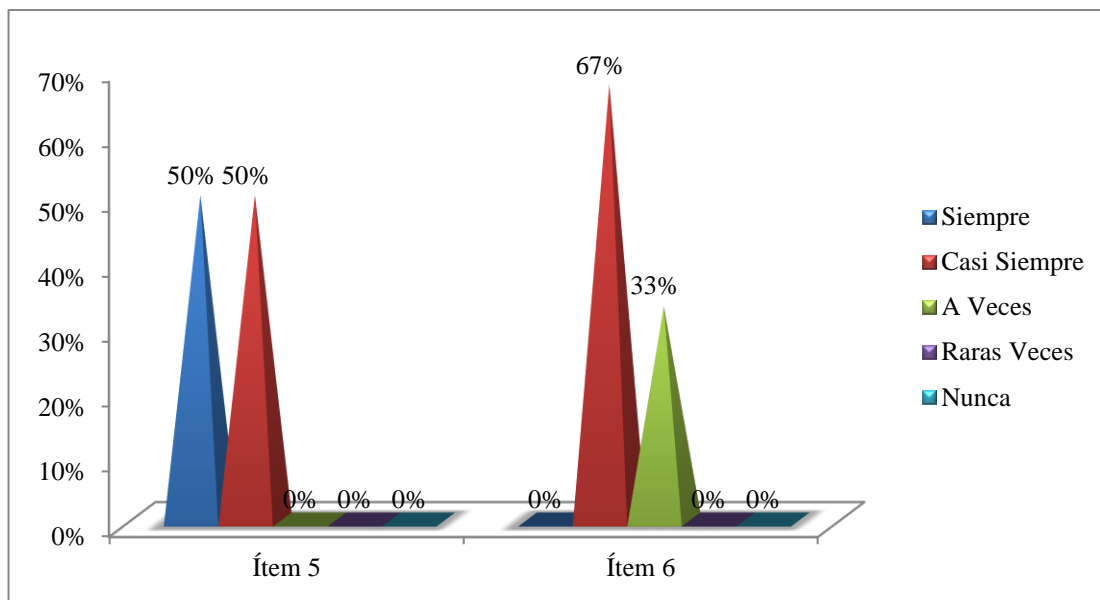 67%
70%
60%
50% 50%
50%
40%
33%
30%
20%
10%
0% 0% 0% 0% 0% 0%
0%
Ítem 5 Ítem 6
Siempre
Casi Siempre
A Veces
Raras Veces
Nunca